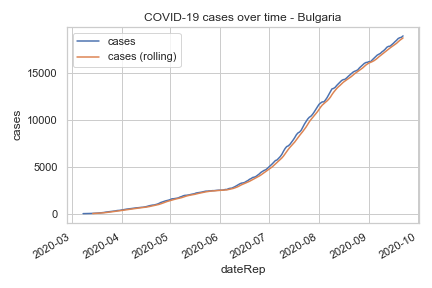 COVID-19 cases over time - Bulgaria
cases
cases (rolling)
15000
10000
5000
0
cases
2020-03
2020-04
2020-05
2020-06
2020-07
2020-08
2020-09
2020-10
dateRep